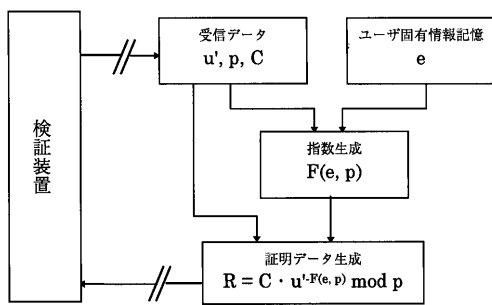 受信データ
u', p, C
ユーザ固有情報記憶
e
検証装置
指数生成
F(e, p)
証明データ生成
R = C · u'^-F(e, p) mod p